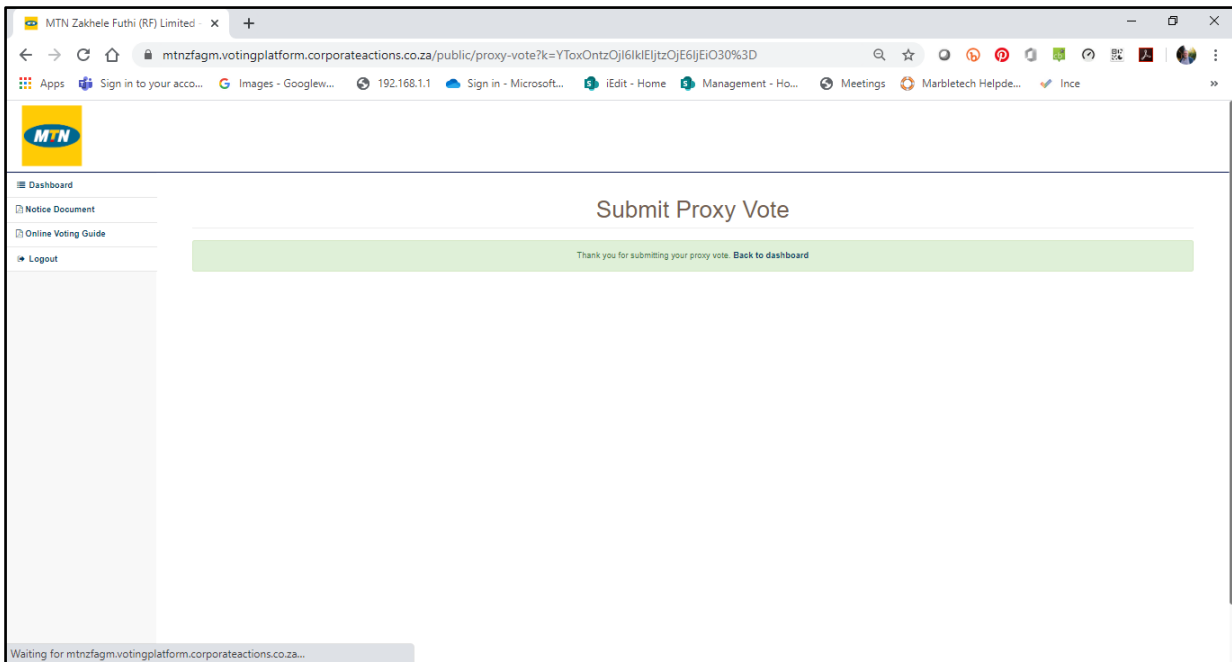 MTN Zakhele Futhi (RF) Limited -
mtnzfagm.votingplatform.corporateactions.co.za/public/proxy-vote?k=YToxOntzOjI6IklEIjtzOjE6IjEiO30%3D
Apps Sign in to your acco... Images - Googlew... 192.168.1.1 Sign in - Microsoft... iEdit - Home Management - Ho... Meetings Marbletech Helpde... Ince »
MTN
Dashboard
Notice Document
Online Voting Guide
Logout
Submit Proxy Vote
Thank you for submitting your proxy vote. Back to dashboard
Waiting for mtnzfagm.votingplatform.corporateactions.co.za...